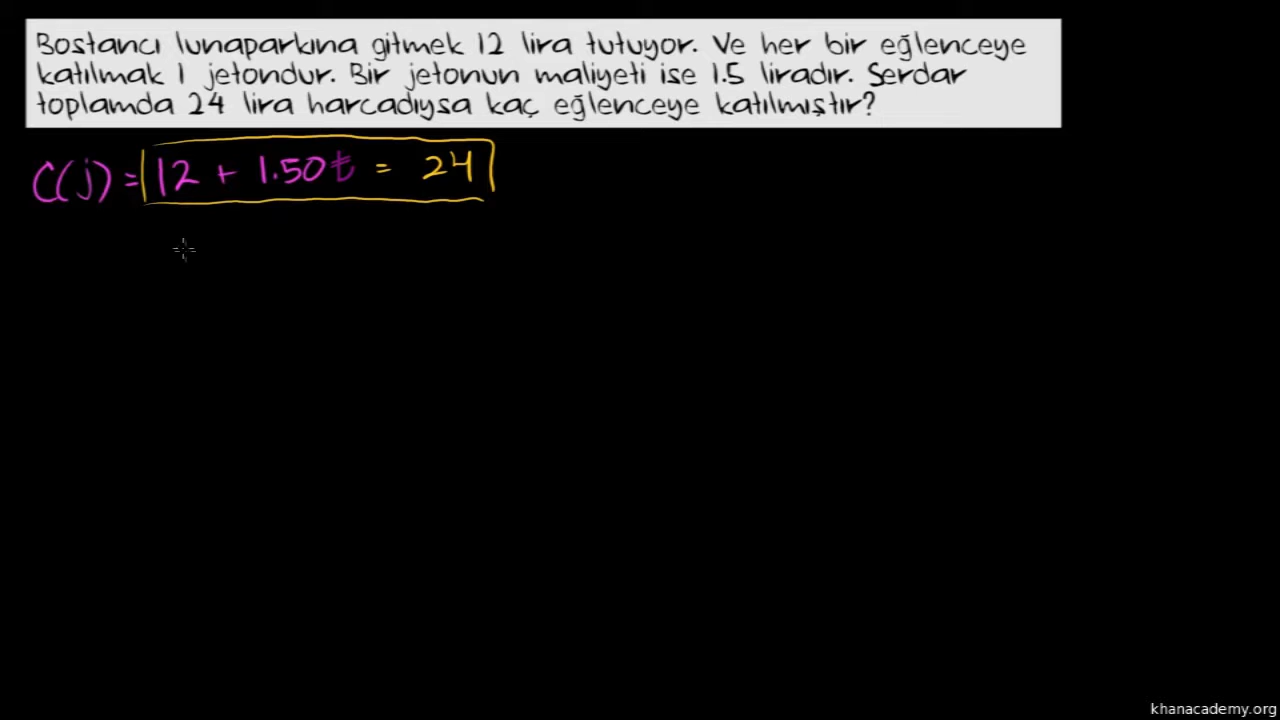 Bostancı lunaparkına gitmek 12 lira tutuyor. Ve her bir eğlenceye
katılmak 1 jetondur. Bir jetonun maliyeti ise 1.5 liradır. Serdar
toplamda 24 lira harcadıysa kaç eğlenceye katılmıştır?
C(j) = 12 + 1.50t = 24
khanacademy.org